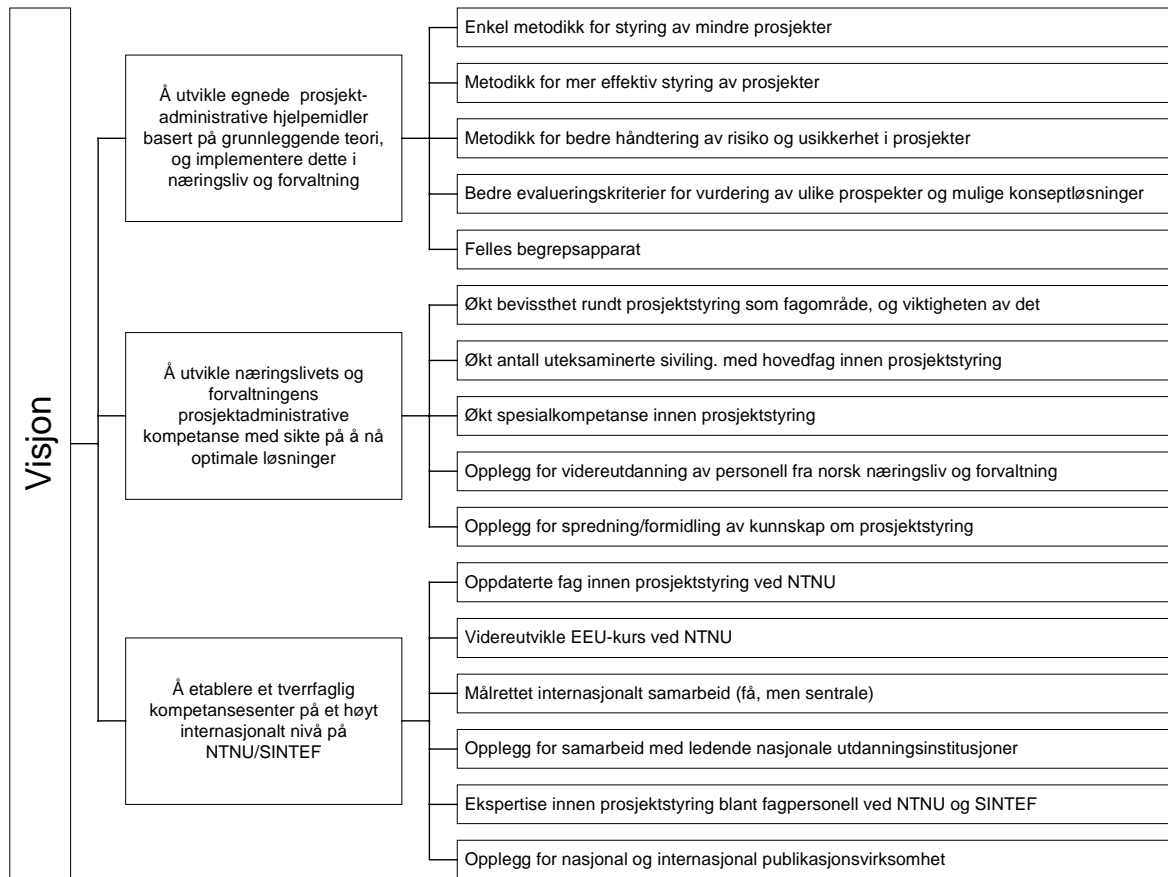 Visjon
Å utvikle egnede prosjekt-
administrative hjelpemidler
basert på grunnleggende teori,
og implementere dette i
næringsliv og forvaltning
Enkel metodikk for styring av mindre prosjekter
Metodikk for mer effektiv styring av prosjekter
Metodikk for bedre håndtering av risiko og usikkerhet i prosjekter
Bedre evalueringskriterier for vurdering av ulike prospekter og mulige konseptløsninger
Felles begrepsapparat
Å utvikle næringslivets og
forvaltningens
prosjektadministrative
kompetanse med sikte på å nå
optimale løsninger
Økt bevissthet rundt prosjektstyring som fagområde, og viktigheten av det
Økt antall uteksaminerte siviling. med hovedfag innen prosjektstyring
Økt spesialkompetanse innen prosjektstyring
Opplegg for videreutdanning av personell fra norsk næringsliv og forvaltning
Opplegg for spredning/formidling av kunnskap om prosjektstyring
Å etablere et tverrfaglig
kompetansesenter på et høyt
internasjonalt nivå på
NTNU/SINTEF
Oppdaterte fag innen prosjektstyring ved NTNU
Videreutvikle EEU-kurs ved NTNU
Målrettet internasjonalt samarbeid (få, men sentrale)
Opplegg for samarbeid med ledende nasjonale utdanningsinstitusjoner
Ekspertise innen prosjektstyring blant fagpersonell ved NTNU og SINTEF
Opplegg for nasjonal og internasjonal publikasjonsvirksomhet